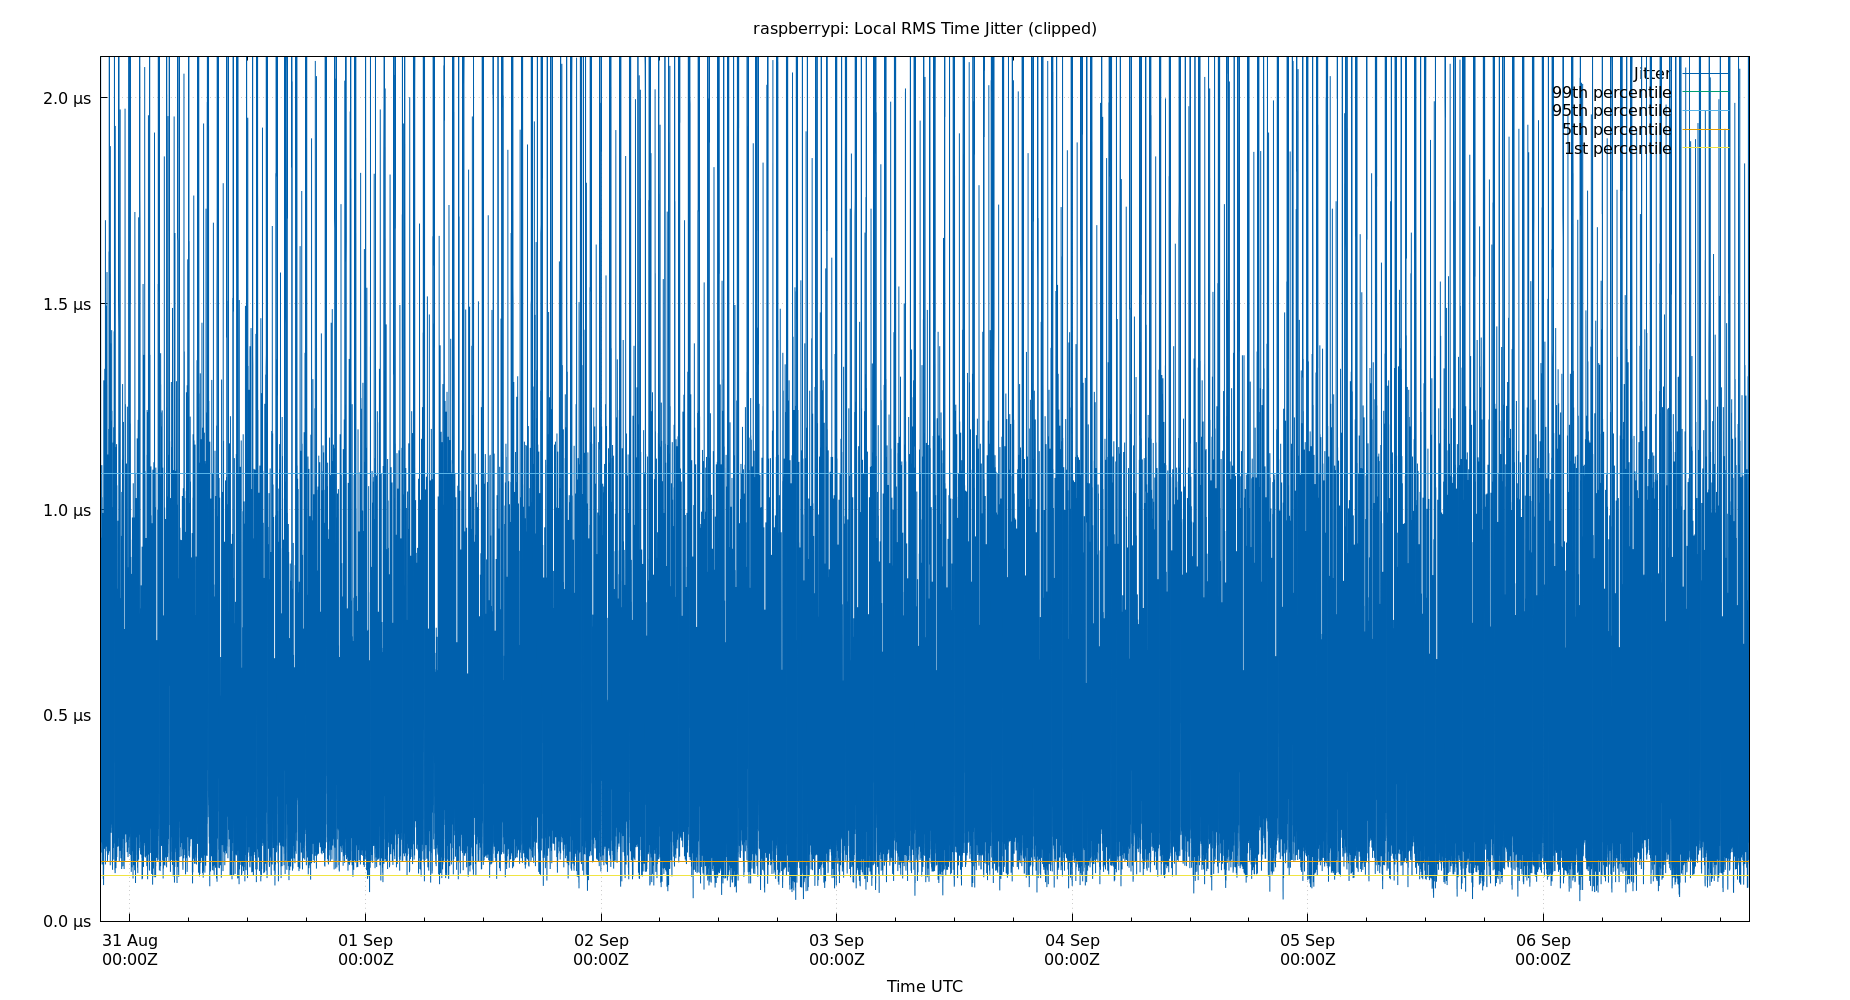 raspberrypi: Local RMS Time Jitter (clipped)
Jitter
99th percentile
95th percentile
5th percentile
1st percentile
2.0 µs
1.5 µs
1.0 µs
0.5 µs
0.0 µs
31 Aug 01 Sep 02 Sep 03 Sep 04 Sep 05 Sep 06 Sep
00:00Z 00:00Z 00:00Z 00:00Z 00:00Z 00:00Z 00:00Z
Time UTC